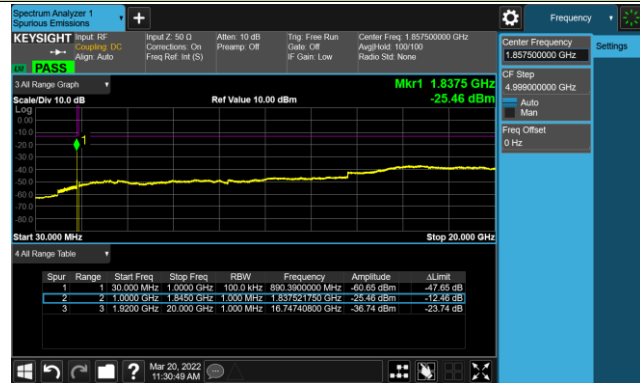 Spectrum Analyzer 1
Spurious Emissions
+
Frequency
KEYSIGHT
Input: RF
Coupling: DC
Align: Auto
Input Z: 50 Ω
Corrections: On
Freq Ref: Int (S)
Atten: 10 dB
Preamp: Off
Trig: Free Run
Gate: Off
IF Gain: Low
Center Freq: 1.857500000 GHz
Avg|Hold: 100/100
Radio Std: None
PASS
Center Frequency
1.857500000 GHz
Settings
CF Step
4.999000000 GHz
Auto
Man
Freq Offset
0 Hz
3 All Range Graph
Mkr1 1.8375 GHz
Scale/Div 10.0 dB
Ref Value 10.00 dBm
-25.46 dBm
Log
0.00
-10.0
-20.0
-30.0
-40.0
-50.0
-60.0
-70.0
-80.0
1
Start 30.000 MHz
Stop 20.000 GHz
4 All Range Table
Spur Range Start Freq Stop Freq RBW Frequency Amplitude ΔLimit
1 1 30.000 MHz 1.0000 GHz 100.0 kHz 890.3900000 MHz -60.65 dBm -47.65 dB
2 2 1.0000 GHz 1.8450 GHz 1.000 MHz 1.837521750 GHz -25.46 dBm -12.46 dB
3 3 1.9200 GHz 20.000 GHz 1.000 MHz 16.74740800 GHz -36.74 dBm -23.74 dB
?
Mar 20, 2022
11:30:49 AM